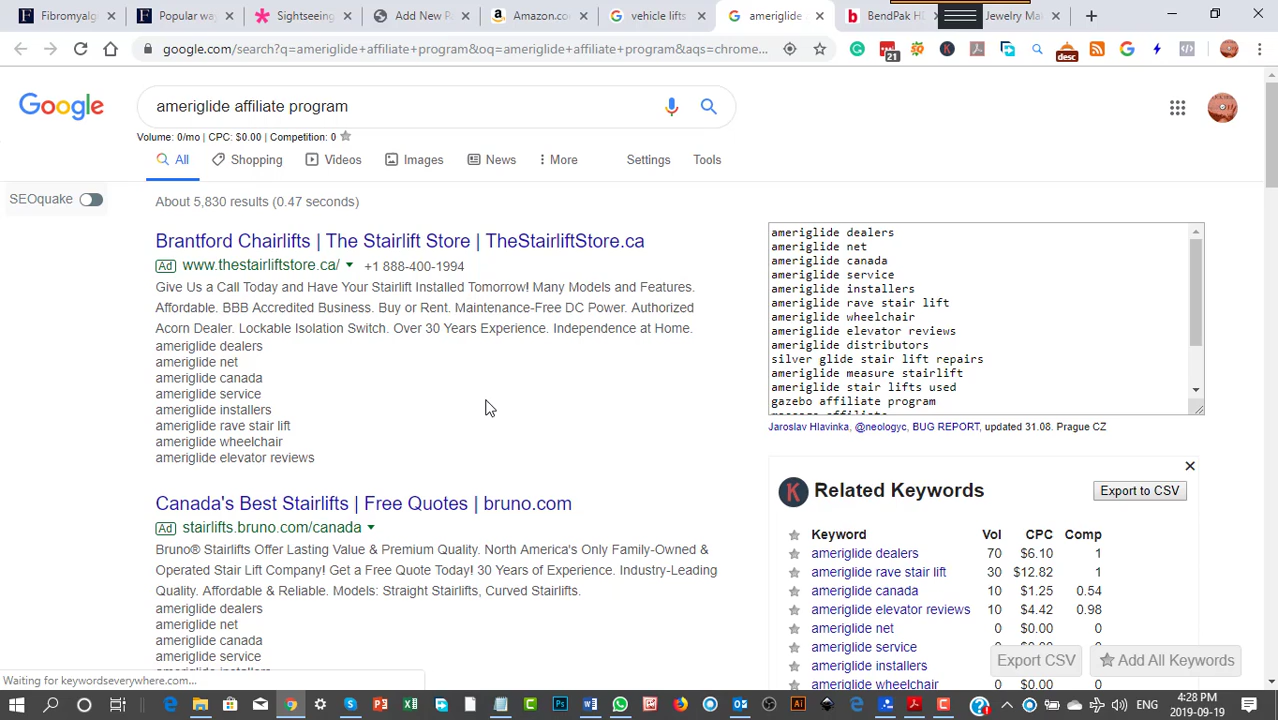 Fibromyalg
Popular wa
Sightseein
Add New P
Amazon.co
vehicle lifts
ameriglide
BendPak H
Jewelry Ma
google.com/search?q=ameriglide+affiliate+program&oq=ameriglide+affiliate+program&aqs=chrome...
21
desc
Google
ameriglide affiliate program
Volume: 0/mo | CPC: $0.00 | Competition: 0
All
Shopping
Videos
Images
News
More
Settings
Tools
SEOquake
About 5,830 results (0.47 seconds)
Brantford Chairlifts | The Stairlift Store | TheStairliftStore.ca
Ad www.thestairliftstore.ca/ +1 888-400-1994
Give Us a Call Today and Have Your Stairlift Installed Tomorrow! Many Models and Features.
Affordable. BBB Accredited Business. Buy or Rent. Maintenance-Free DC Power. Authorized
Acorn Dealer. Lockable Isolation Switch. Over 30 Years Experience. Independence at Home.
ameriglide dealers
ameriglide net
ameriglide canada
ameriglide service
ameriglide installers
ameriglide rave stair lift
ameriglide wheelchair
ameriglide elevator reviews
Canada's Best Stairlifts | Free Quotes | bruno.com
Ad stairlifts.bruno.com/canada
Bruno® Stairlifts Offer Lasting Value & Premium Quality. North America's Only Family-Owned &
Operated Stair Lift Company! Get a Free Quote Today! 30 Years of Experience. Industry-Leading
Quality. Affordable & Reliable. Models: Straight Stairlifts, Curved Stairlifts.
ameriglide dealers
ameriglide net
ameriglide canada
ameriglide service
ameriglide installers
ameriglide dealers
ameriglide net
ameriglide canada
ameriglide service
ameriglide installers
ameriglide rave stair lift
ameriglide wheelchair
ameriglide elevator reviews
ameriglide distributors
silver glide stair lift repairs
ameriglide measure stairlift
ameriglide stair lifts used
gazebo affiliate program
Jaroslav Hlavinka, @neologyc, BUG REPORT, updated 31.08. Prague CZ
Related Keywords
Export to CSV
Keyword Vol CPC Comp
ameriglide dealers 70 $6.10 1
ameriglide rave stair lift 30 $12.82 1
ameriglide canada 10 $1.25 0.54
ameriglide elevator reviews 10 $4.42 0.98
ameriglide net 0 $0.00 0
ameriglide service 0 $0.00 0
ameriglide installers
ameriglide wheelchair 0 $0.00 0
Export CSV
Add All Keywords
Waiting for keywordseverywhere.com...
ENG
4:28 PM
2019-09-19